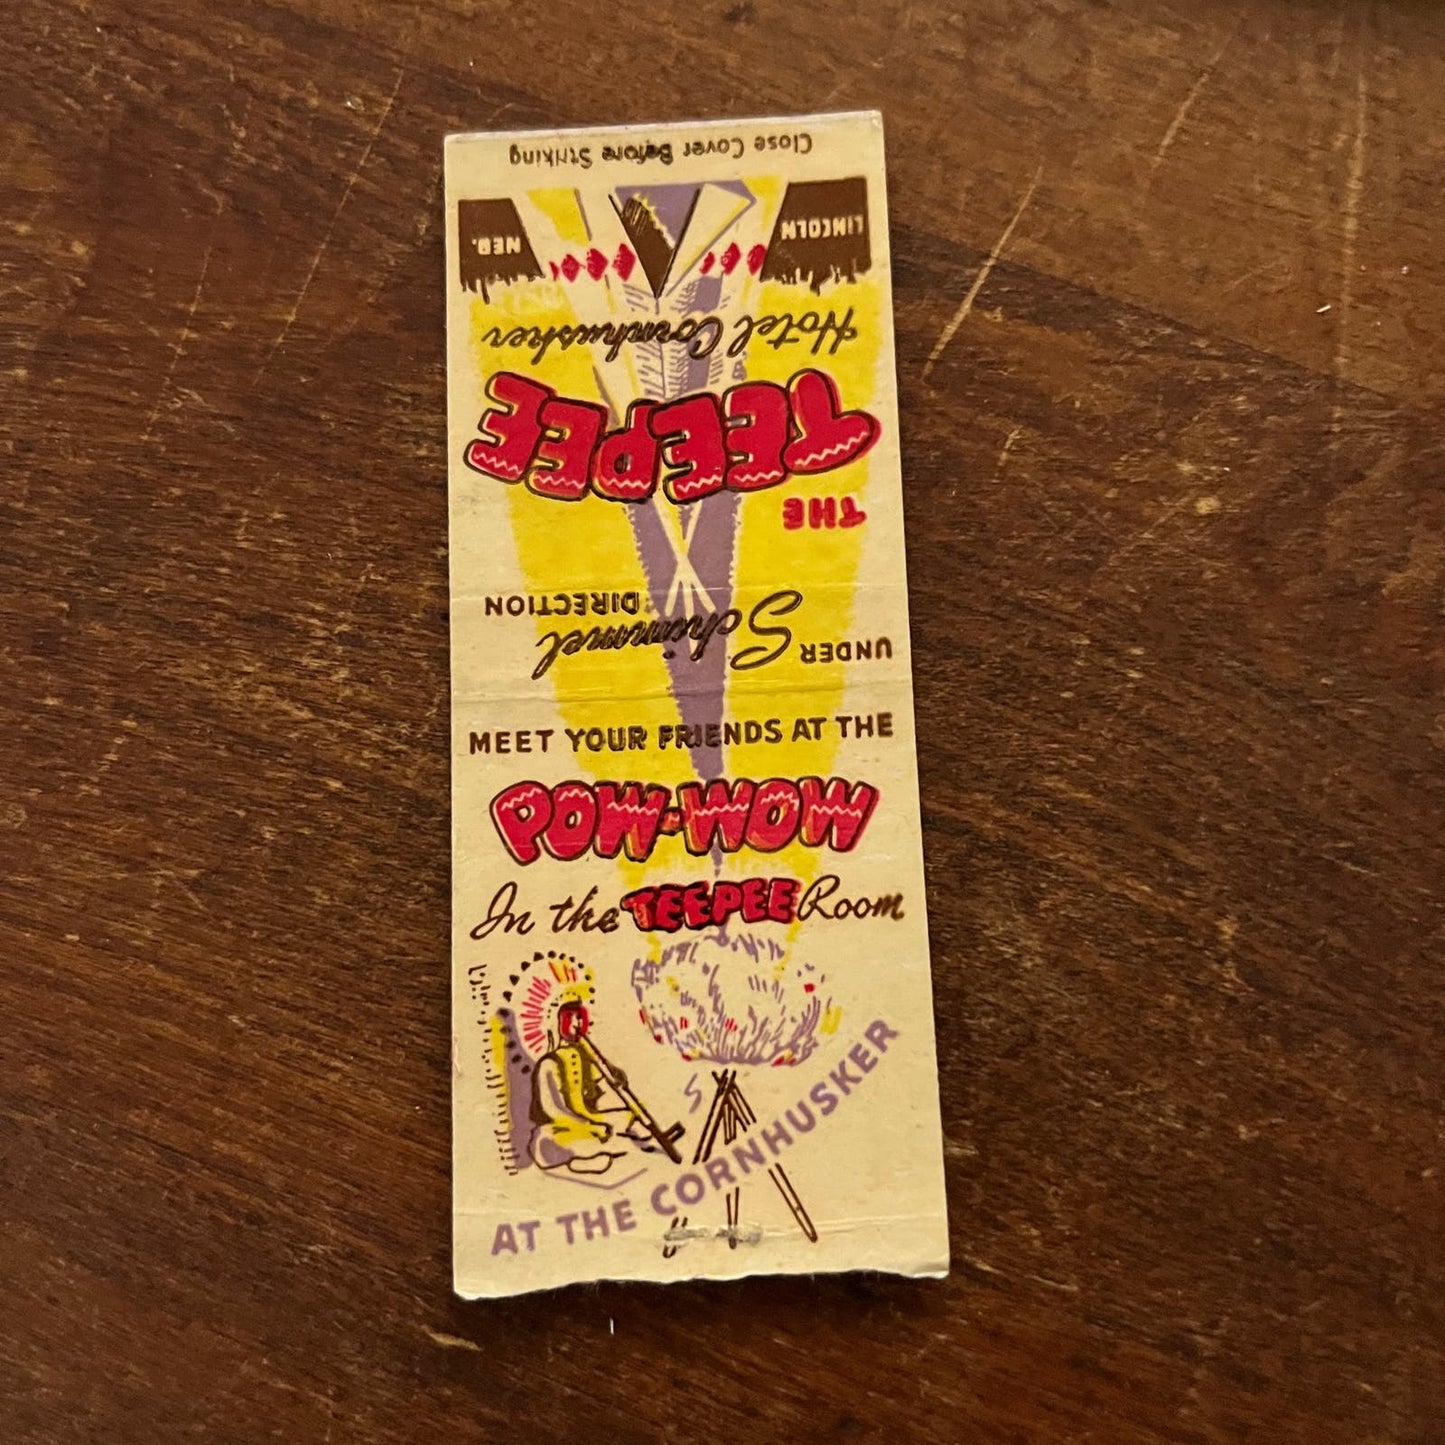 Close Cover Before Striking
LINCOLN NEB.
Hotel Cornhusker
TEEPEE
THE
UNDER Schimmel DIRECTION
MEET YOUR FRIENDS AT THE
POW-WOW
In the TEEPEE Room
AT THE CORNHUSKER